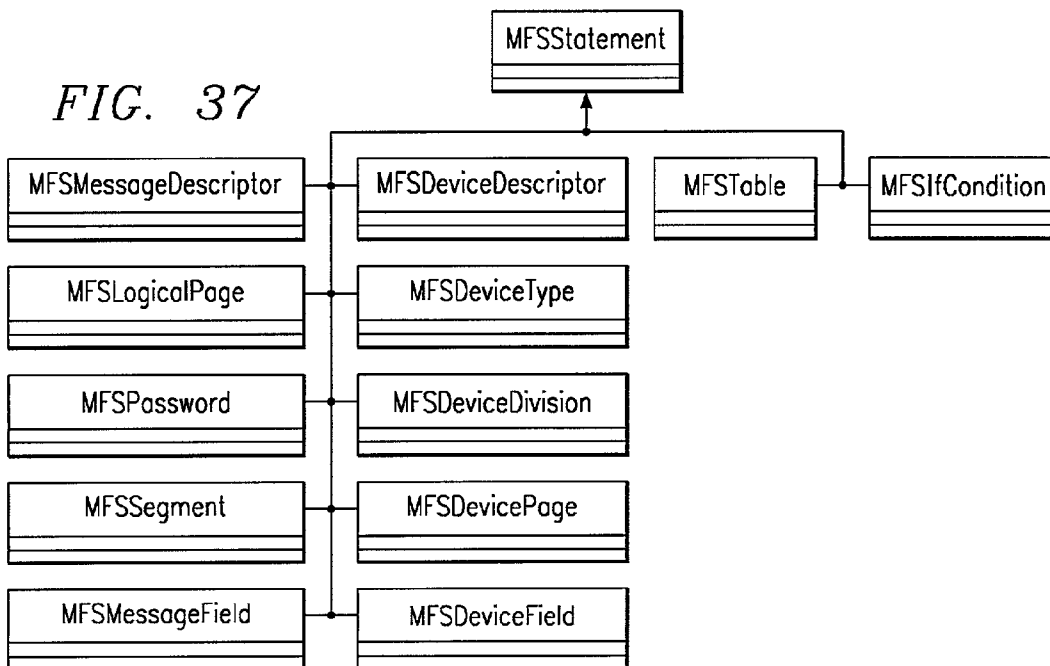 MFSStatement
FIG. 37
MFSMessageDescriptor
MFSDeviceDescriptor
MFSTable
MFSIfCondition
MFSLogicalPage
MFSDeviceType
MFSPassword
MFSDeviceDivision
MFSSegment
MFSDevicePage
MFSMessageField
MFSDeviceField